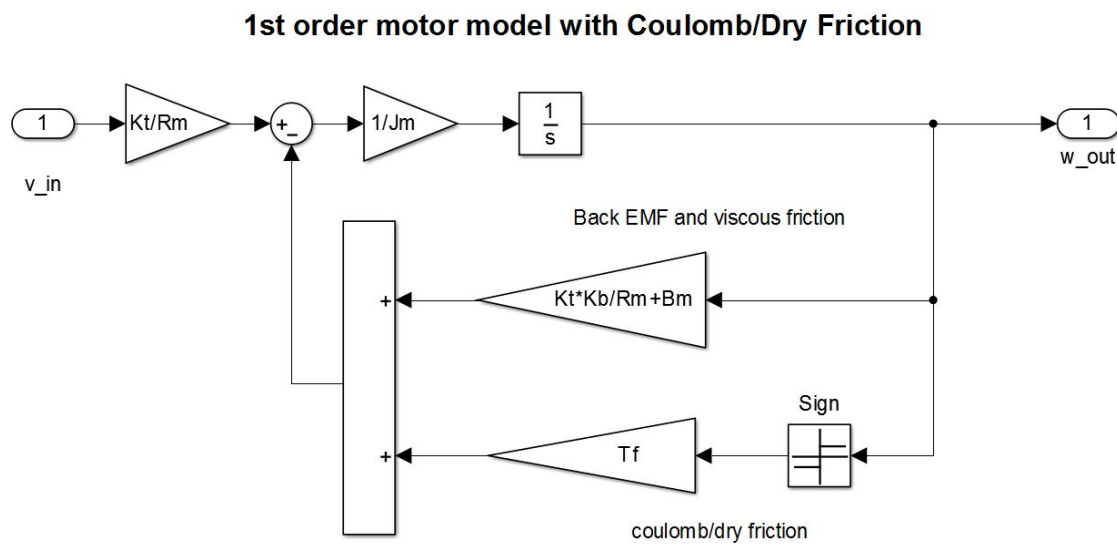 1st order motor model with Coulomb/Dry Friction
1
Kt/Rm
+
-
1/Jm
1
s
1
v_in
w_out
Back EMF and viscous friction
+
Kt*Kb/Rm+Bm
Sign
+
Tf
coulomb/dry friction